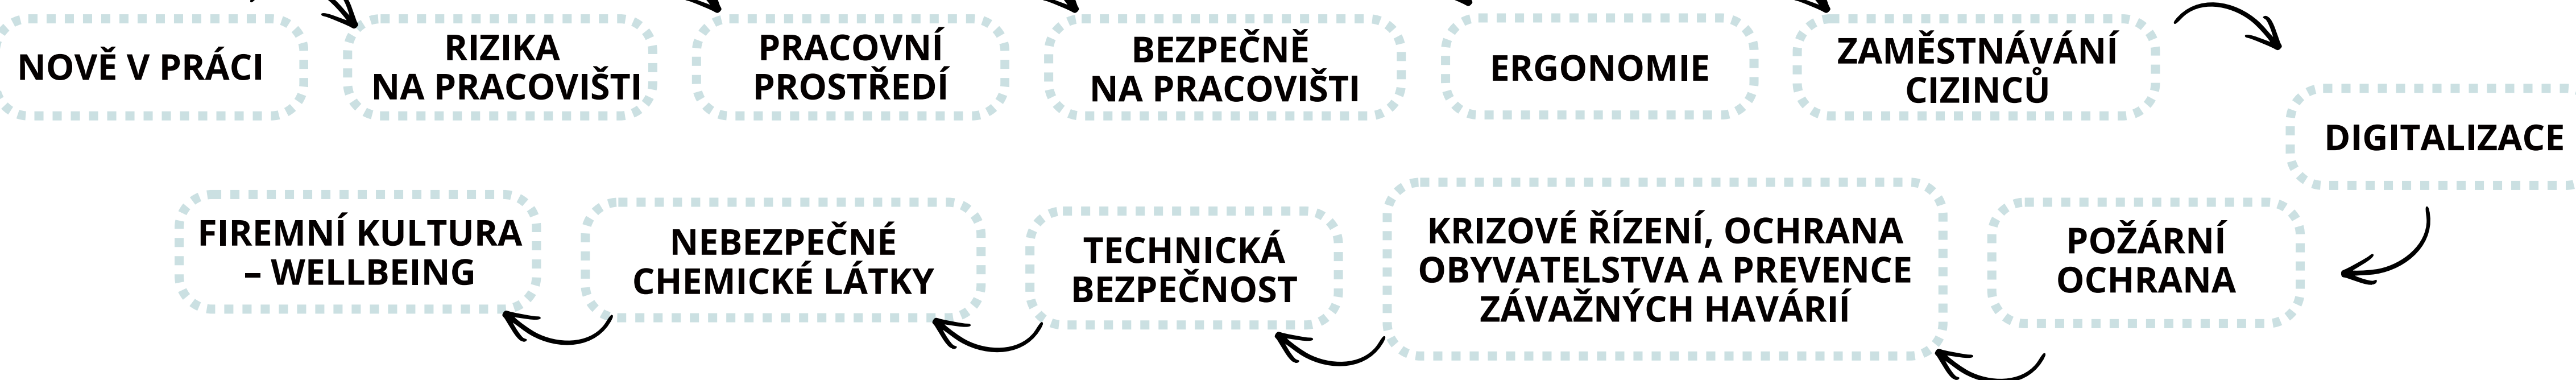 NOVĚ V PRÁCI
RIZIKA
NA PRACOVIŠTI
PRACOVNÍ
PROSTŘEDÍ
BEZPEČNĚ
NA PRACOVIŠTI
ERGONOMIE
ZAMĚSTNÁVÁNÍ
CIZINCŮ
DIGITALIZACE
POŽÁRNÍ
OCHRANA
KRIZOVÉ ŘÍZENÍ, OCHRANA
OBYVATELSTVA A PREVENCE
ZÁVAŽNÝCH HAVÁRIÍ
TECHNICKÁ
BEZPEČNOST
NEBEZPEČNÉ
CHEMICKÉ LÁTKY
FIREMNÍ KULTURA
– WELLBEING